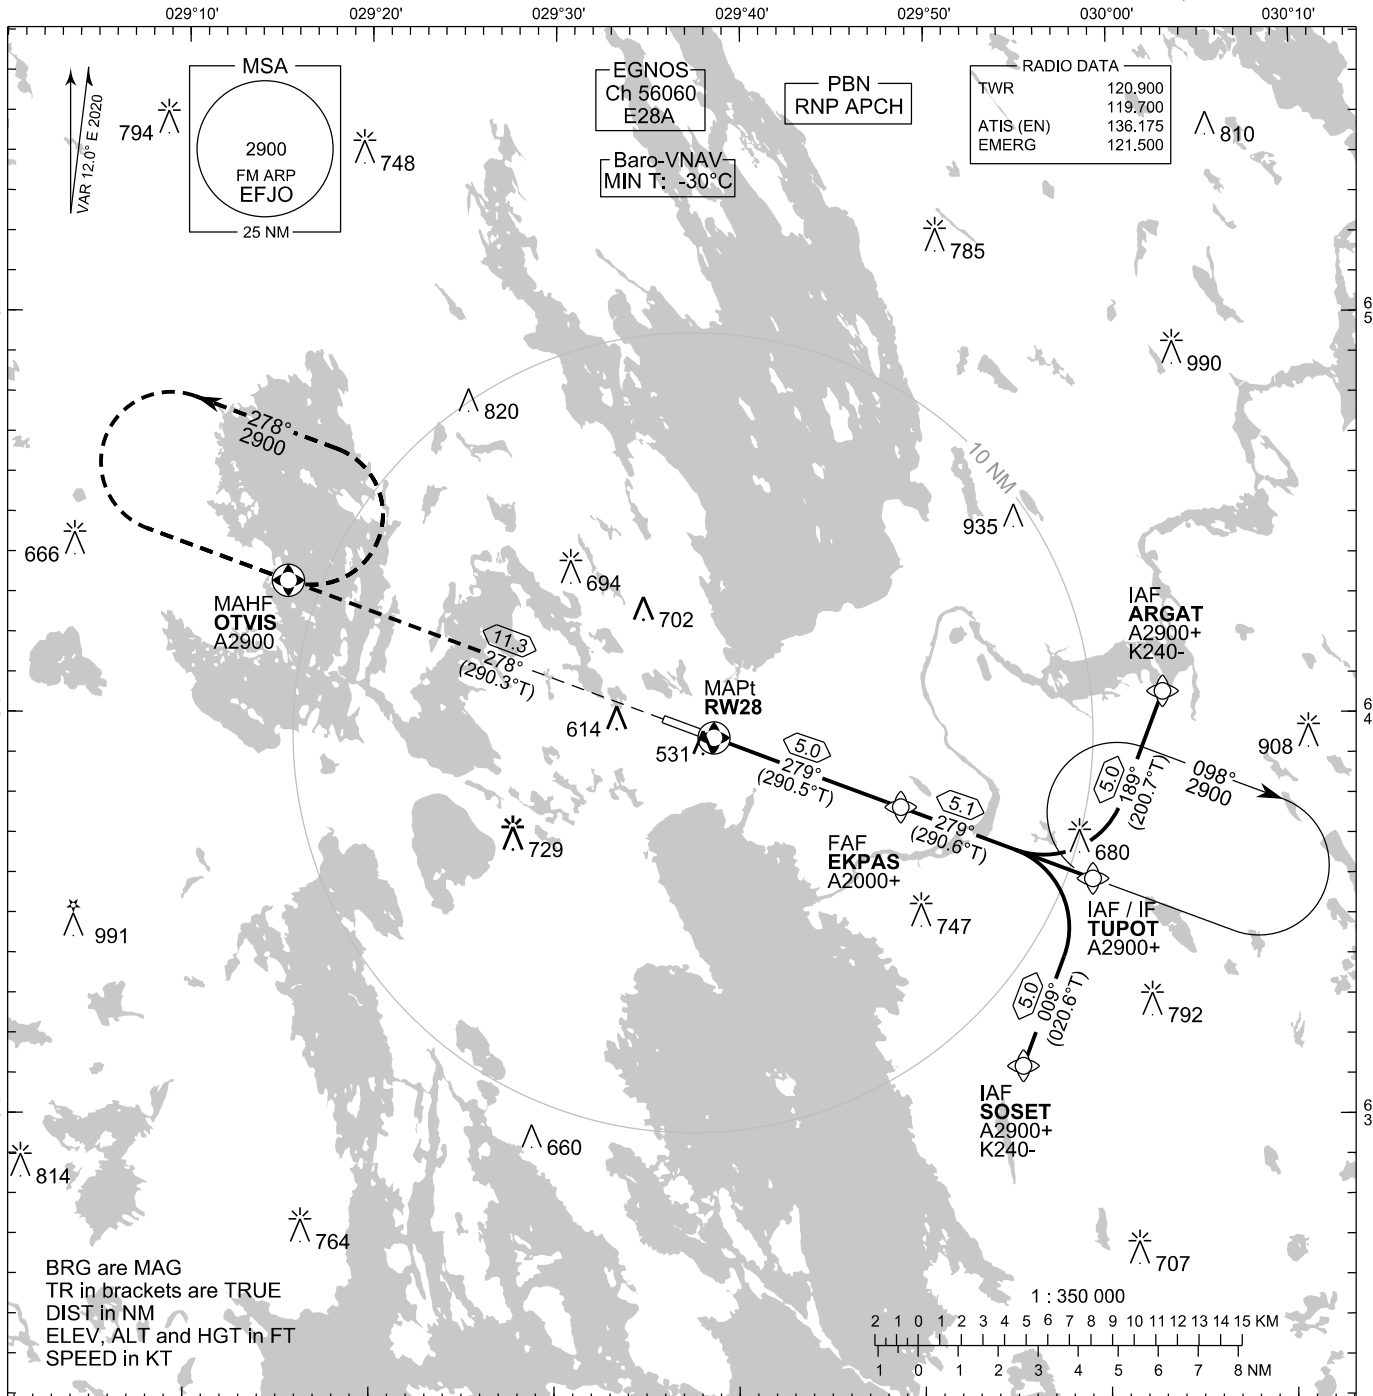 029°10'
029°20'
029°30'
029°40'
029°50'
030°00'
030°10'
VAR 12.0° E 2020
794
MSA
2900
FM ARP
EFJO
25 NM
748
EGNOS
Ch 56060
E28A
Baro-VNAV
MIN T: -30°C
PBN
RNP APCH
RADIO DATA
TWR 120.900
119.700
ATIS (EN) 136.175
EMERG 121.500
810
785
6
5
990
820
278°
2900
10 NM
935
666
694
702
MAHF
OTVIS
A2900
11.3
278°
(290.3°T)
IAF
ARGAT
A2900+
K240-
MAPt
RW28
614
531
6
4
908
5.0
279°
(290.5°T)
5.0
189°
(200.7°T)
098°
2900
5.1
279°
(290.6°T)
680
729
FAF
EKPAS
A2000+
747
IAF / IF
TUPOT
A2900+
991
5.0
009°
(020.6°T)
792
IAF
SOSET
A2900+
K240-
6
3
660
814
764
707
BRG are MAG
TR in brackets are TRUE
DIST in NM
ELEV, ALT and HGT in FT
SPEED in KT
1 : 350 000
2 1 0 1 2 3 4 5 6 7 8 9 10 11 12 13 14 15 KM
1 0 1 2 3 4 5 6 7 8 NM